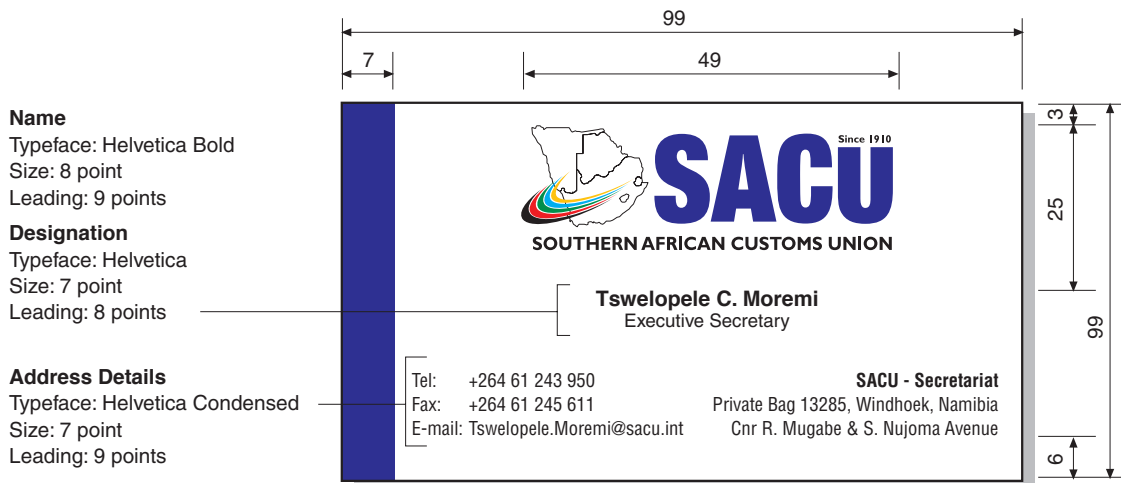 99
7
49
Name
Typeface: Helvetica Bold
Size: 8 point
Leading: 9 points
Designation
Typeface: Helvetica
Size: 7 point
Leading: 8 points
Address Details
Typeface: Helvetica Condensed
Size: 7 point
Leading: 9 points
Since 1910
SACU
SOUTHERN AFRICAN CUSTOMS UNION
Tswelopele C. Moremi
Executive Secretary
Tel: +264 61 243 950
Fax: +264 61 245 611
E-mail: Tswelopele.Moremi@sacu.int
SACU - Secretariat
Private Bag 13285, Windhoek, Namibia
Cnr R. Mugabe & S. Nujoma Avenue
3
25
99
6